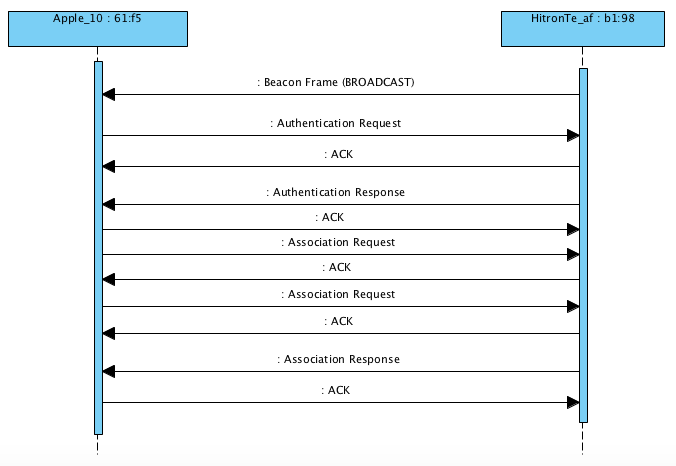 Apple_10 : 61:f5
HitronTe_af : b1:98
: Beacon Frame (BROADCAST)
: Authentication Request
: ACK
: Authentication Response
: ACK
: Association Request
: ACK
: Association Request
: ACK
: Association Response
: ACK